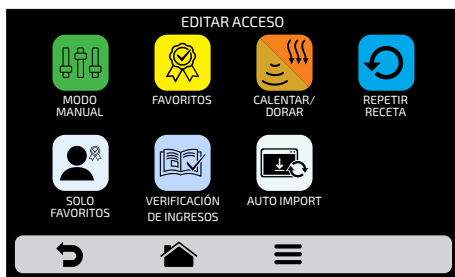 EDITAR ACCESO
MODO
MANUAL
FAVORITOS
CALENTAR/
DORAR
REPETIR
RECETA
SOLO
FAVORITOS
VERIFICACIÓN
DE INGRESOS
AUTO IMPORT